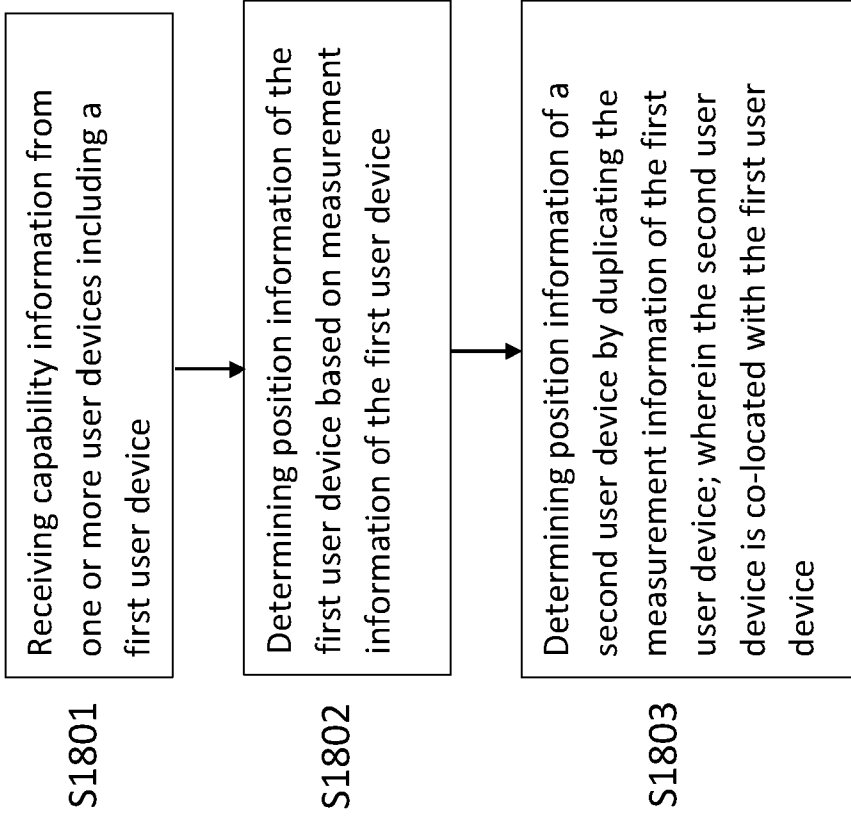 S1801
Receiving capability information from
one or more user devices including a
first user device
S1802
Determining position information of the
first user device based on measurement
information of the first user device
S1803
Determining position information of a
second user device by duplicating the
measurement information of the first
user device; wherein the second user
device is co-located with the first user
device